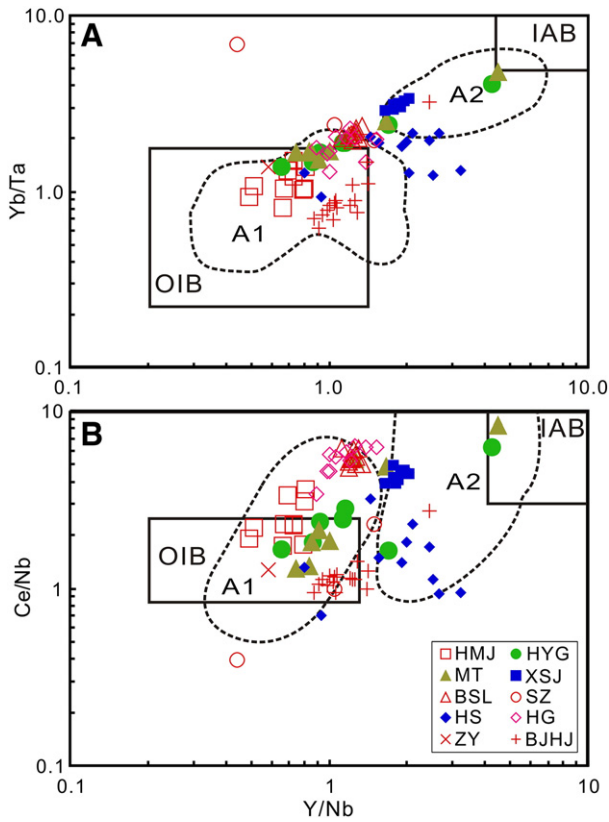 A
10.0
IAB
A2
Yb/Ta
1.0
A1
OIB
0.1
0.1 1.0 10.0
B
10
IAB
A2
OIB
Ce/Nb
1
A1
HMJ HYG
MT XSJ
BSL SZ
HS HG
ZY BJHJ
0.1
0.1 1 10
Y/Nb